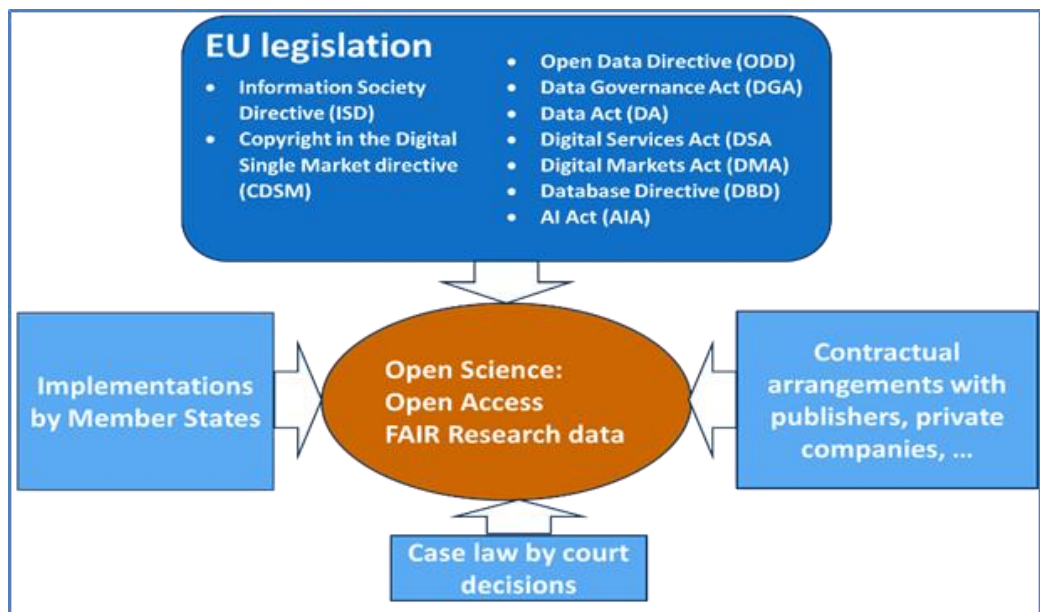 EU legislation
• Information Society
Directive (ISD)
• Copyright in the Digital
Single Market directive
(CDSM)
• Open Data Directive (ODD)
• Data Governance Act (DGA)
• Data Act (DA)
• Digital Services Act (DSA
• Digital Markets Act (DMA)
• Database Directive (DBD)
• AI Act (AIA)
Implementations
by Member States
Open Science:
Open Access
FAIR Research data
Contractual
arrangements with
publishers, private
companies, ...
Case law by court
decisions